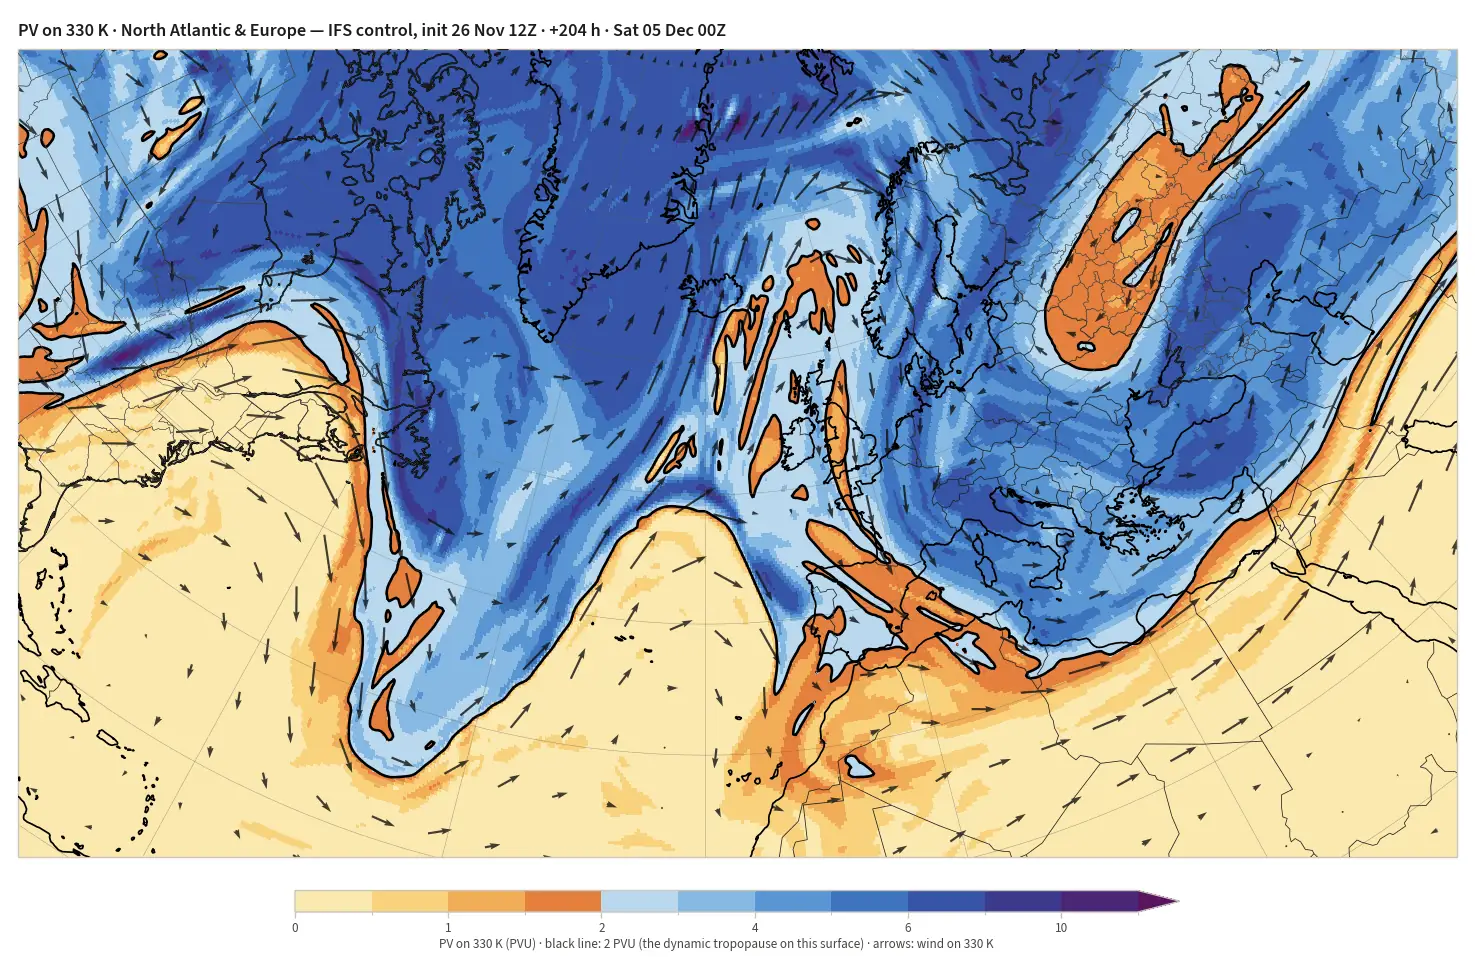 PV on 330 K · North Atlantic & Europe — IFS control, init 26 Nov 12Z · +204 h · Sat 05 Dec 00Z
0 1 2 4 6 10
PV on 330 K (PVU) · black line: 2 PVU (the dynamic tropopause on this surface) · arrows: wind on 330 K